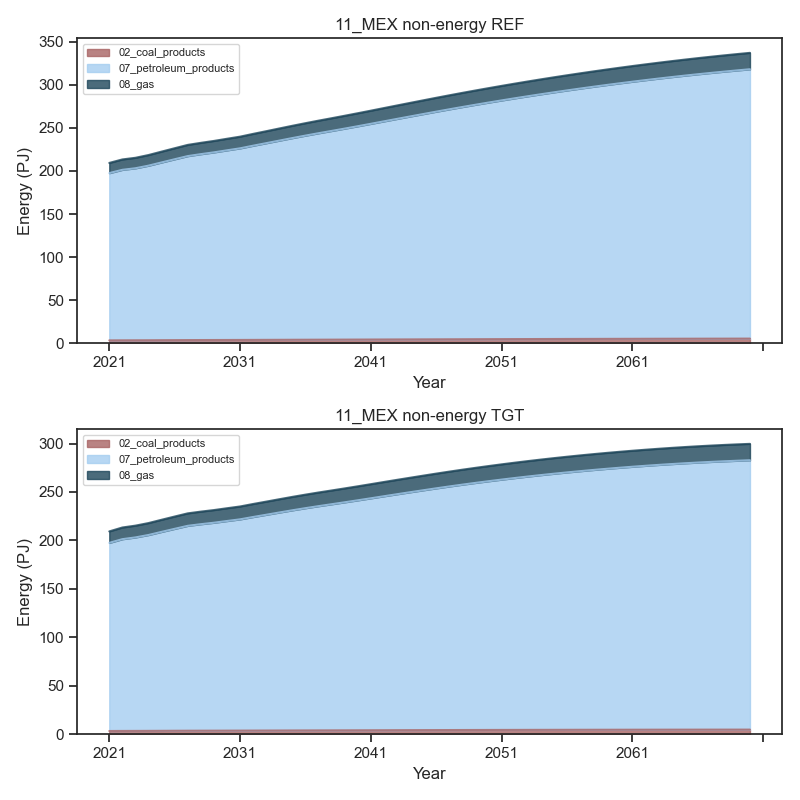 11_MEX non-energy REF
350
300
250
200
150
100
50
0
Energy (PJ)
02_coal_products
07_petroleum_products
08_gas
2021 2031 2041 2051 2061
Year
11_MEX non-energy TGT
300
250
200
150
100
50
0
Energy (PJ)
02_coal_products
07_petroleum_products
08_gas
2021 2031 2041 2051 2061
Year